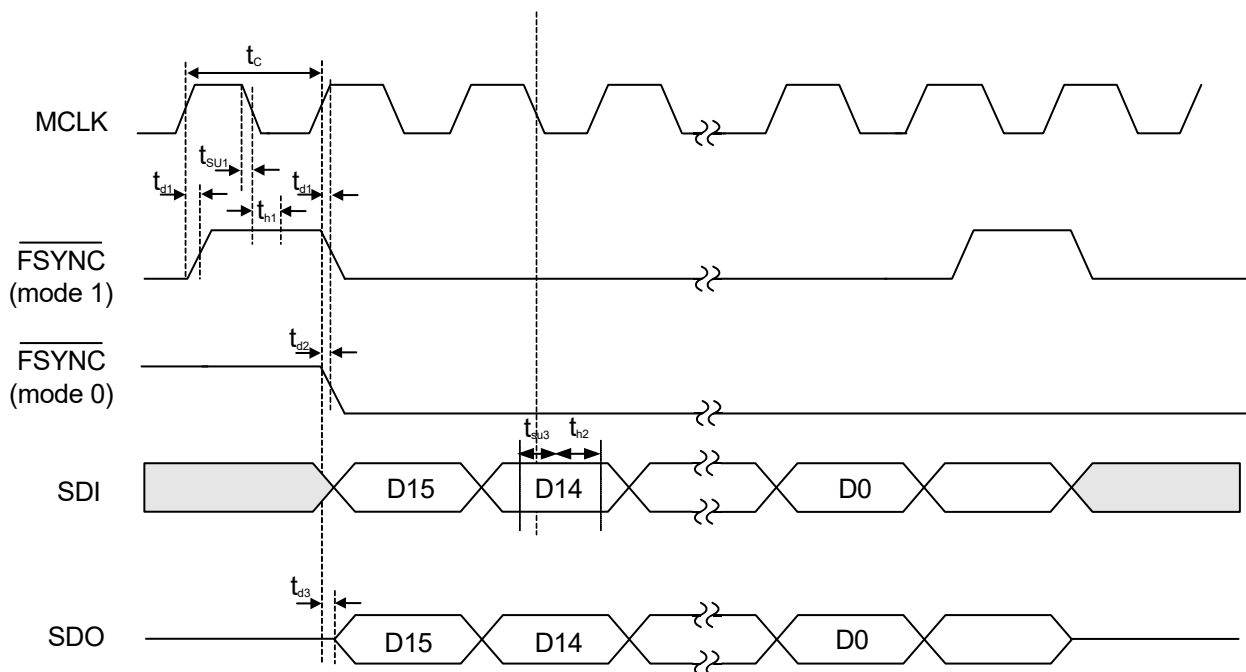 tC
MCLK
tSU1
td1
td1
th1
FSYNC
(mode 1)
FSYNC
(mode 0)
td2
tsu3
th2
SDI
D15
D14
D0
td3
SDO
D15
D14
D0